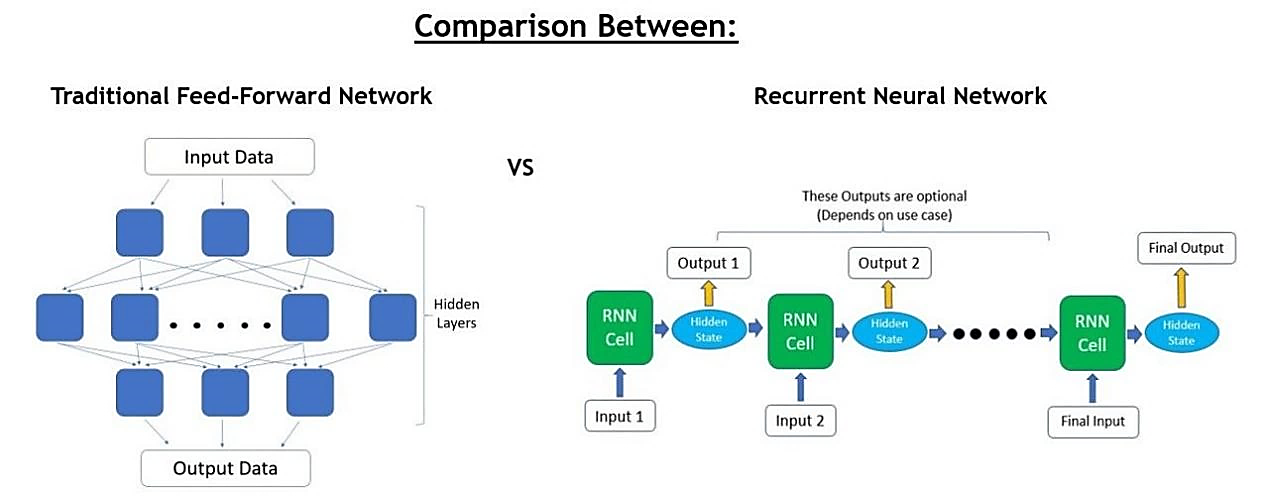 Comparison Between:
Traditional Feed-Forward Network
Input Data
Hidden
Layers
Output Data
VS
Recurrent Neural Network
These Outputs are optional
(Depends on use case)
Output 1
Output 2
Final Output
RNN
Cell
Hidden
State
RNN
Cell
Hidden
State
RNN
Cell
Hidden
State
Input 1
Input 2
Final Input